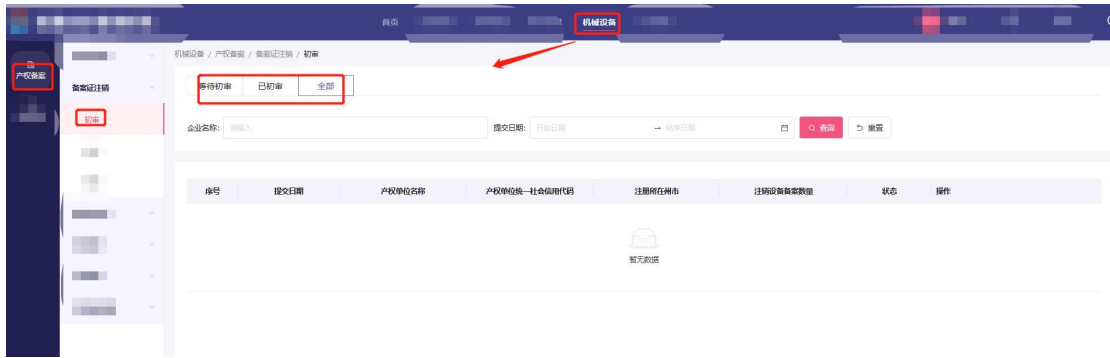 首页 机械设备
产权备案
备案证注销
初审
机械设备 / 产权备案 / 备案证注销 / 初审
等待初审 已初审 全部
企业名称: 请输入 提交日期: 开始日期 → 结束日期 查询 重置
序号 提交日期 产权单位名称 产权单位统一社会信用代码 注册所在州市 注销设备备案数量 状态 操作
暂无数据